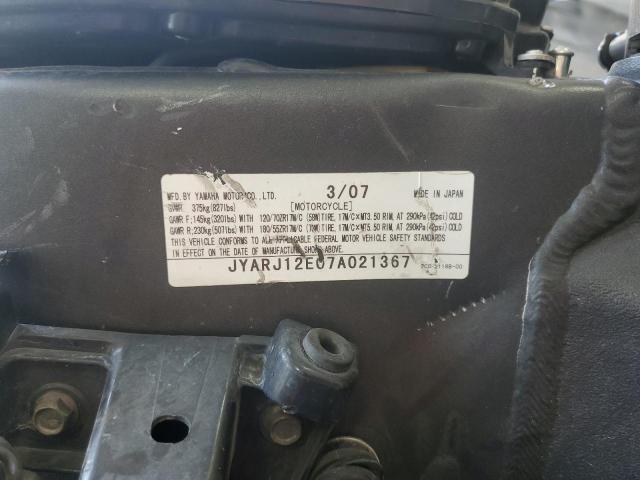 MFD. BY YAMAHA MOTOR CO., LTD. 3/07 MADE IN JAPAN
GVWR: 375kg(827lbs) [MOTORCYCLE]
GAWR F:145kg(320lbs)WITH 120/70ZR17M/C (58W)TIRE, 17M/C×MT3.50 RIM, AT 290kPa(42psi)COLD
GAWR R:230kg(507lbs)WITH 180/55ZR17M/C (73W)TIRE, 17M/C×MT5.50 RIM, AT 290kPa(42psi)COLD
THIS VEHICLE CONFORMS TO ALL APPLICABLE FEDERAL MOTOR VEHICLE SAFETY STANDARDS
IN EFFECT ON THE DATE OF MANUFACTURE SHOWN ABOVE.
JYARJ12E07A021367